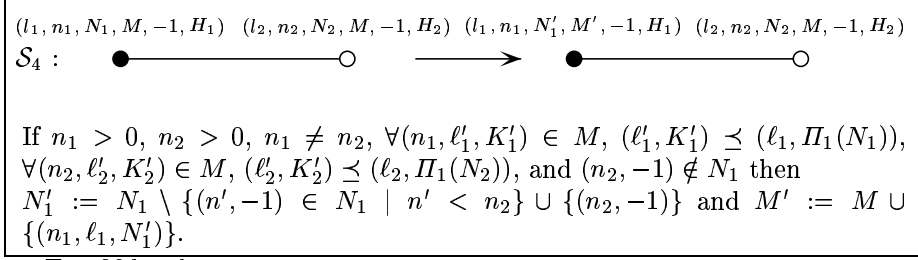 (l₁, n₁, N₁, M, −1, H₁) (l₂, n₂, N₂, M, −1, H₂) (l₁, n₁, N′₁, M′, −1, H₁) (l₂, n₂, N₂, M, −1, H₂)
𝒮₄ :
If n₁ > 0, n₂ > 0, n₁ ≠ n₂, ∀(n₁, ℓ′₁, K′₁) ∈ M, (ℓ′₁, K′₁) ⪯ (ℓ₁, Π₁(N₁)),
∀(n₂, ℓ′₂, K′₂) ∈ M, (ℓ′₂, K′₂) ⪯ (ℓ₂, Π₁(N₂)), and (n₂, −1) ∉ N₁ then
N′₁ := N₁ \ {(n′, −1) ∈ N₁ | n′ < n₂} ∪ {(n₂, −1)} and M′ := M ∪
{(n₁, ℓ₁, N′₁)}.